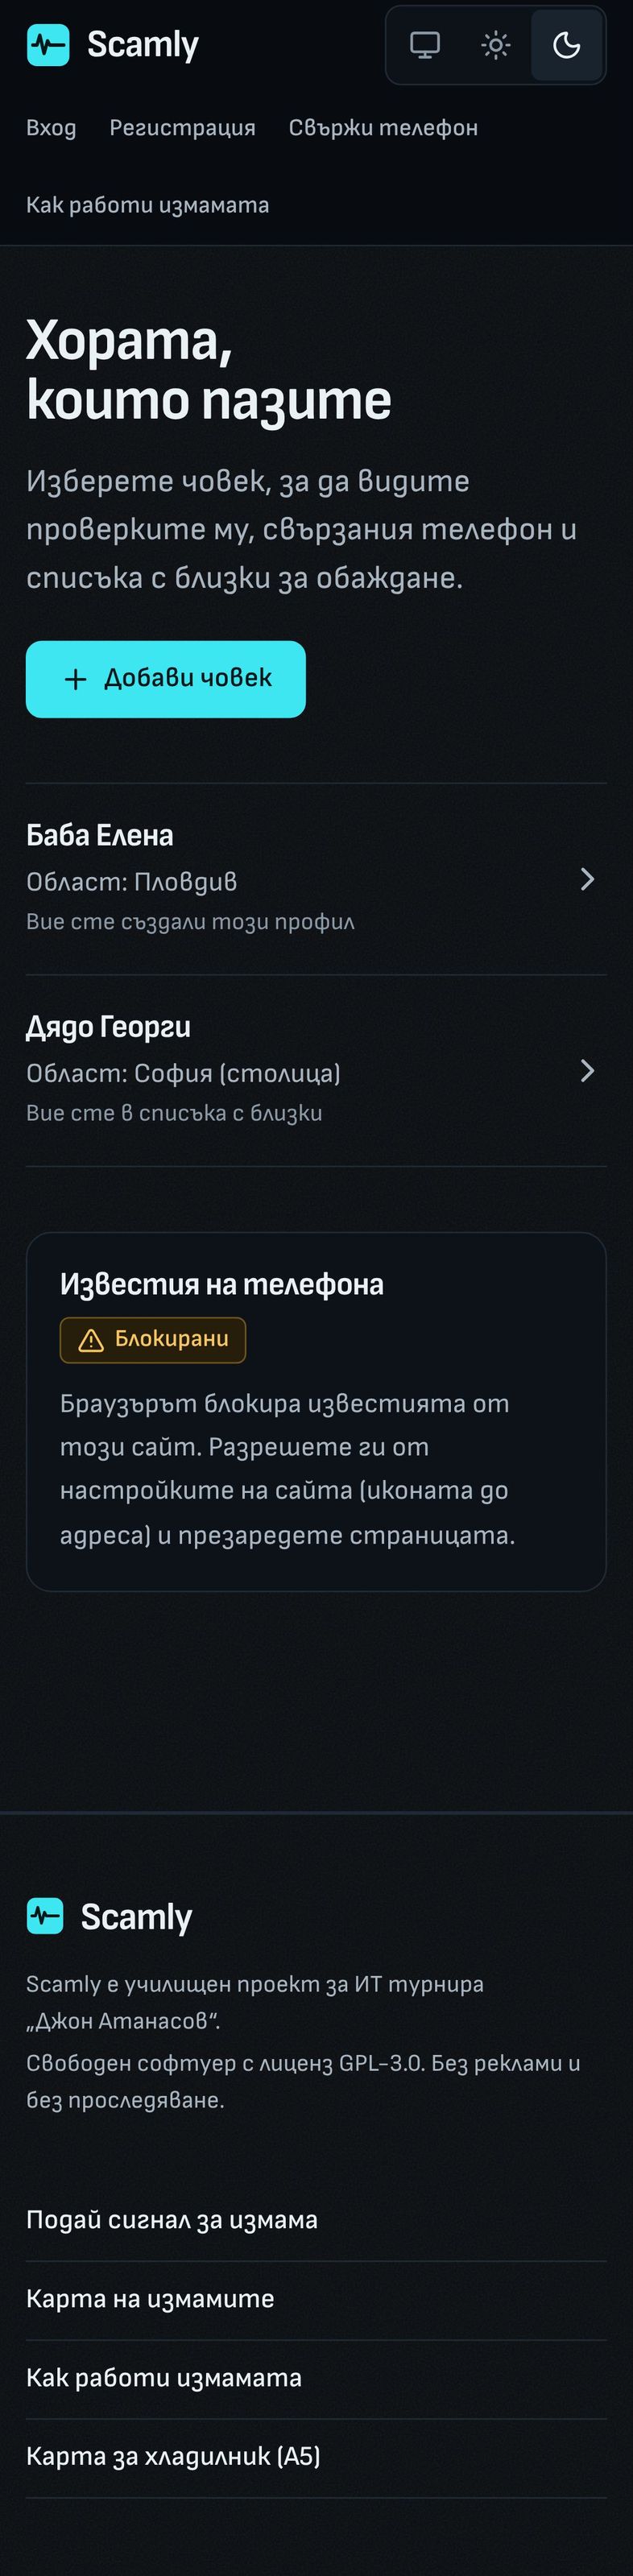 Scamly
Вход Регистрация Свържи телефон
Как работи измамата
Хората,
които пазите
Изберете човек, за да видите
проверките му, свързания телефон и
списъка с близки за обаждане.
Добави човек
Баба Елена
Област: Пловдив
Вие сте създали този профил
Дядо Георги
Област: София (столица)
Вие сте в списъка с близки
Известия на телефона
Блокирани
Браузърът блокира известията от
този сайт. Разрешете ги от
настройките на сайта (иконата до
адреса) и презаредете страницата.
Scamly
Scamly е училищен проект за ИТ турнира
„Джон Атанасов“.
Свободен софтуер с лиценз GPL-3.0. Без реклами и
без проследяване.
Подай сигнал за измама
Карта на измамите
Как работи измамата
Карта за хладилник (А5)